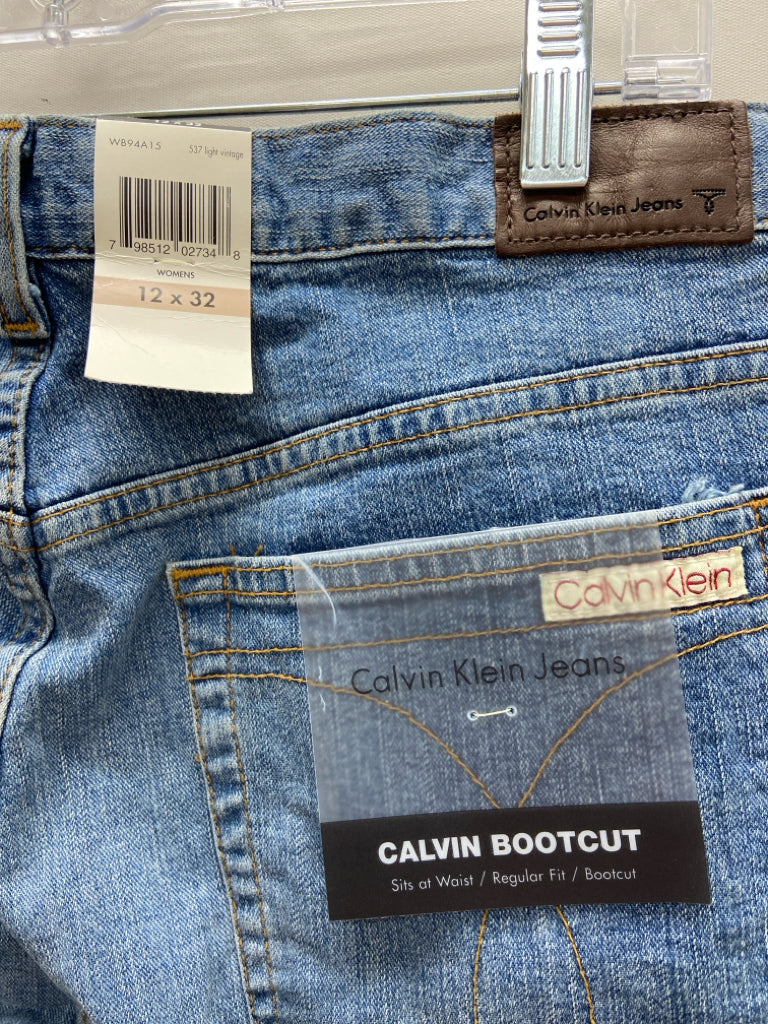 WB94A15 537 light vintage
7 98512 02734 8
WOMENS
12 x 32
Calvin Klein Jeans
Calvin Klein
Calvin Klein Jeans
CALVIN BOOTCUT
Sits at Waist / Regular Fit / Bootcut